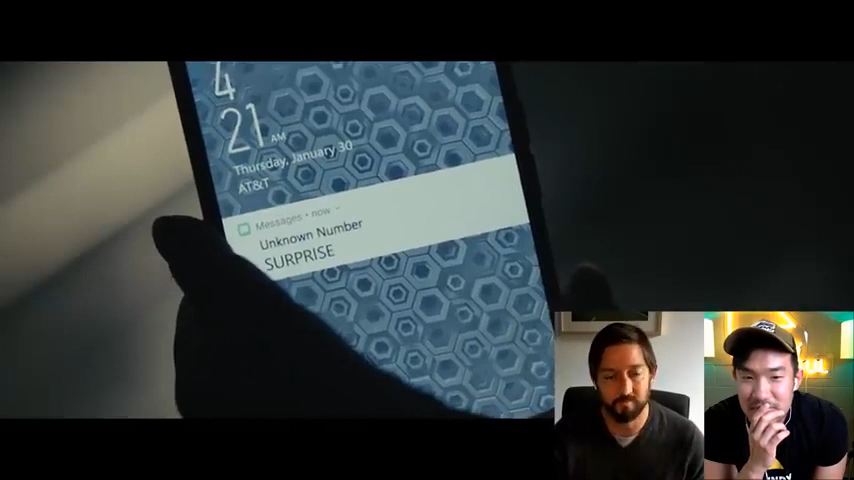 4
21 AM
Thursday, January 30
AT&T
Messages • now
Unknown Number
SURPRISE